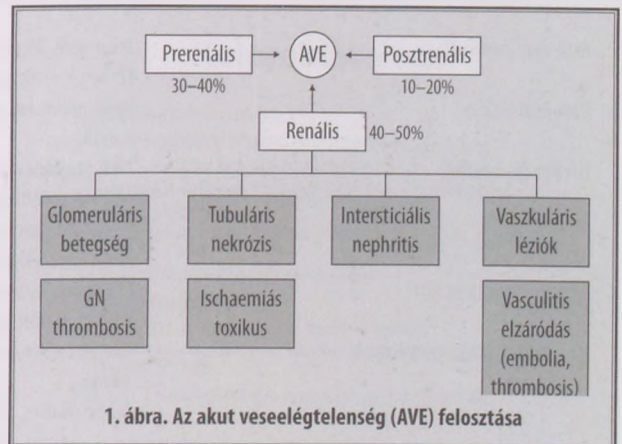 Prerenális
30–40%
AVE
Posztrenális
10–20%
Renális
40–50%
Glomeruláris
betegség
Tubuláris
nekrózis
Intersticiális
nephritis
Vaszkuláris
léziók
GN
thrombosis
Ischaemiás
toxikus
Vasculitis
elzáródás
(embolia,
thrombosis)
1. ábra. Az akut veseelégtelenség (AVE) felosztása